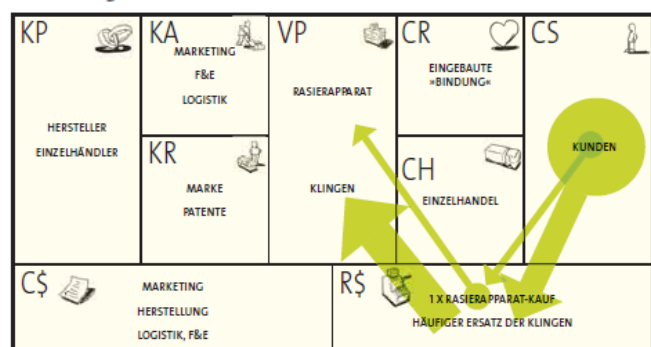 KP
HERSTELLER
EINZELHÄNDLER
KA
MARKETING
F&E
LOGISTIK
KR
MARKE
PATENTE
VP
RASIERAPPARAT
KLINGEN
CR
EINGEBAUTE
»BINDUNG«
CH
EINZELHANDEL
CS
KUNDEN
C$
MARKETING
HERSTELLUNG
LOGISTIK, F&E
R$
1 X RASIERAPPARAT-KAUF
HÄUFIGER ERSATZ DER KLINGEN